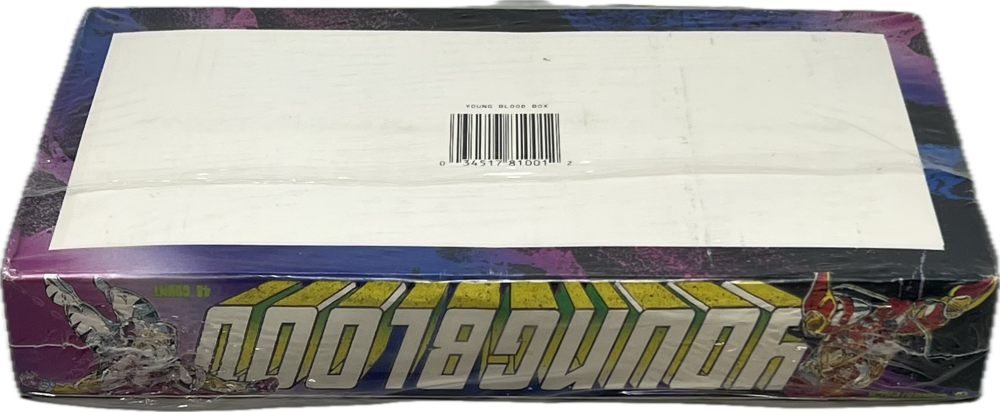 YOUNG BLOOD BOX
0 34517 81001 2
48 COUNT
YOUNGBLOOD